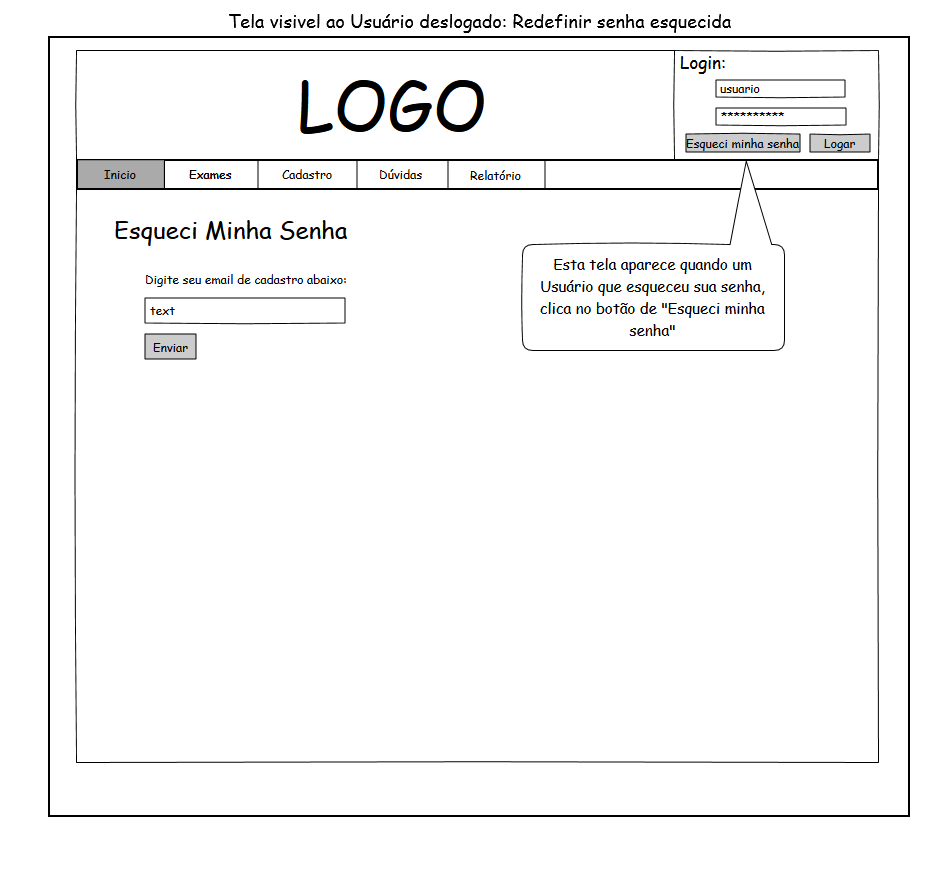 Tela visivel ao Usuário deslogado: Redefinir senha esquecida
LOGO
Login:
usuario
**********
Esqueci minha senha
Logar
Inicio
Exames
Cadastro
Dúvidas
Relatório
Esqueci Minha Senha
Digite seu email de cadastro abaixo:
text
Enviar
Esta tela aparece quando um
Usuário que esqueceu sua senha,
clica no botão de "Esqueci minha
senha"